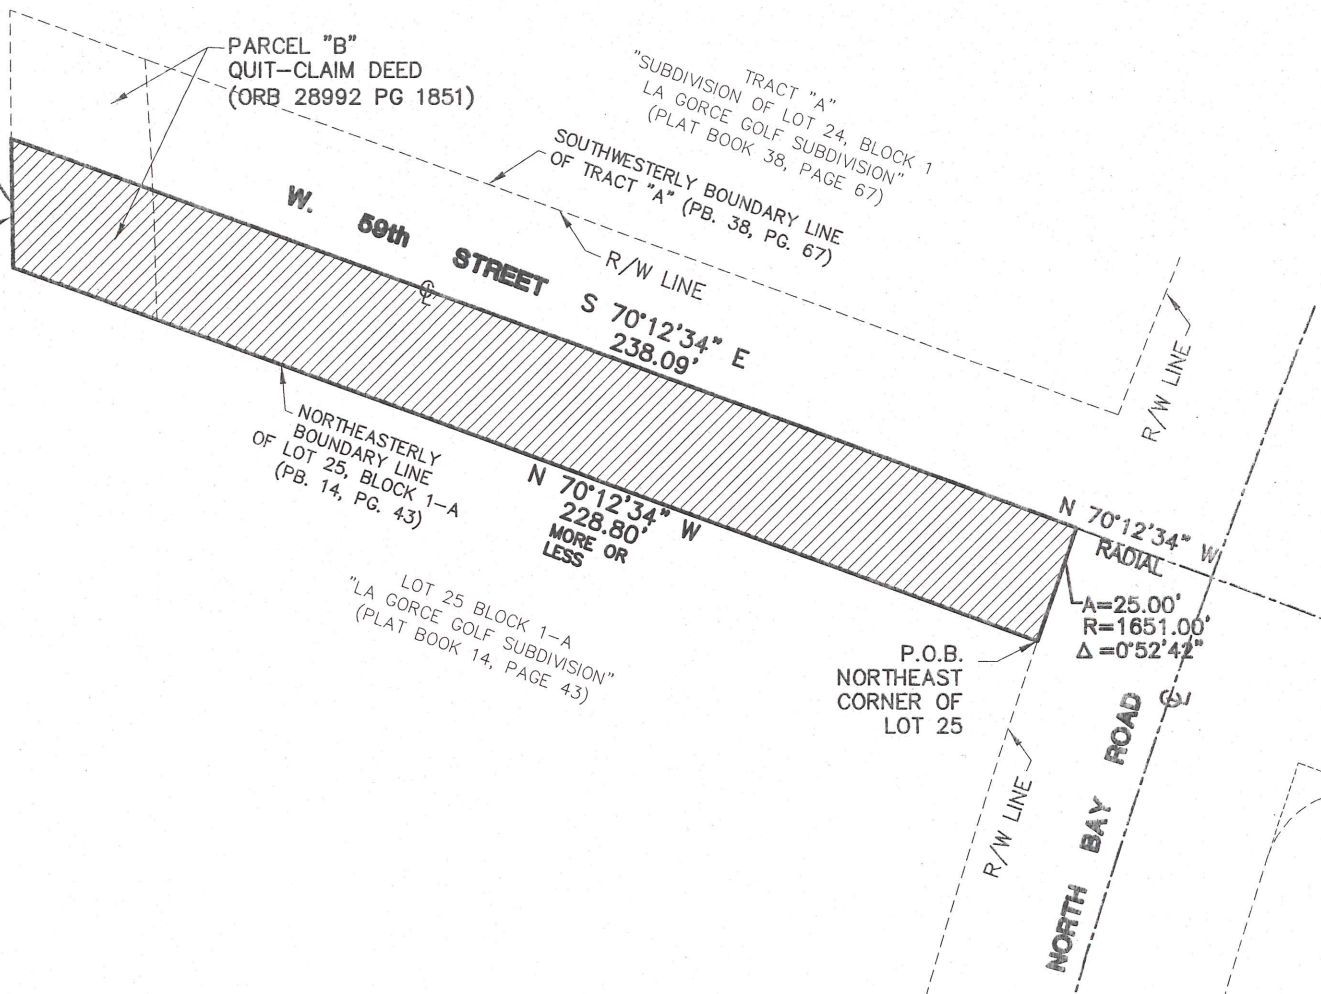 PARCEL "B"
QUIT-CLAIM DEED
(ORB 28992 PG 1851)
TRACT "A"
"SUBDIVISION OF LOT 24, BLOCK 1
LA GORCE GOLF SUBDIVISION"
(PLAT BOOK 38, PAGE 67)
SOUTHWESTERLY BOUNDARY LINE
OF TRACT "A" (PB. 38, PG. 67)
R/W LINE
W. 59th STREET
S 70°12'34" E
238.09'
R/W LINE
NORTHEASTERLY
BOUNDARY LINE
OF LOT 25, BLOCK 1-A
(PB. 14, PG. 43)
N 70°12'34" W
228.80'
MORE OR
LESS
N 70°12'34" W
RADIAL
A=25.00'
R=1651.00'
Δ=0°52'42"
LOT 25 BLOCK 1-A
"LA GORCE GOLF SUBDIVISION"
(PLAT BOOK 14, PAGE 43)
P.O.B.
NORTHEAST
CORNER OF
LOT 25
R/W LINE
NORTH BAY ROAD